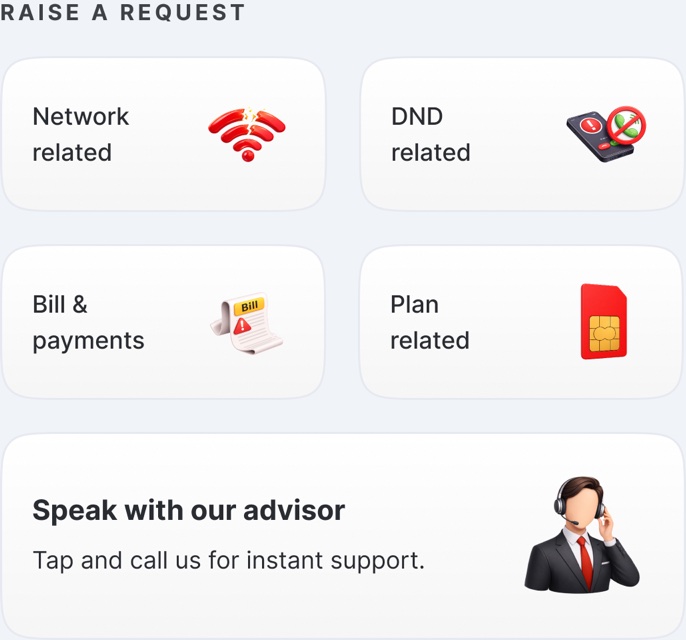 RAISE A REQUEST
Network
related
DND
related
Bill &
payments
Bill
Plan
related
Speak with our advisor
Tap and call us for instant support.